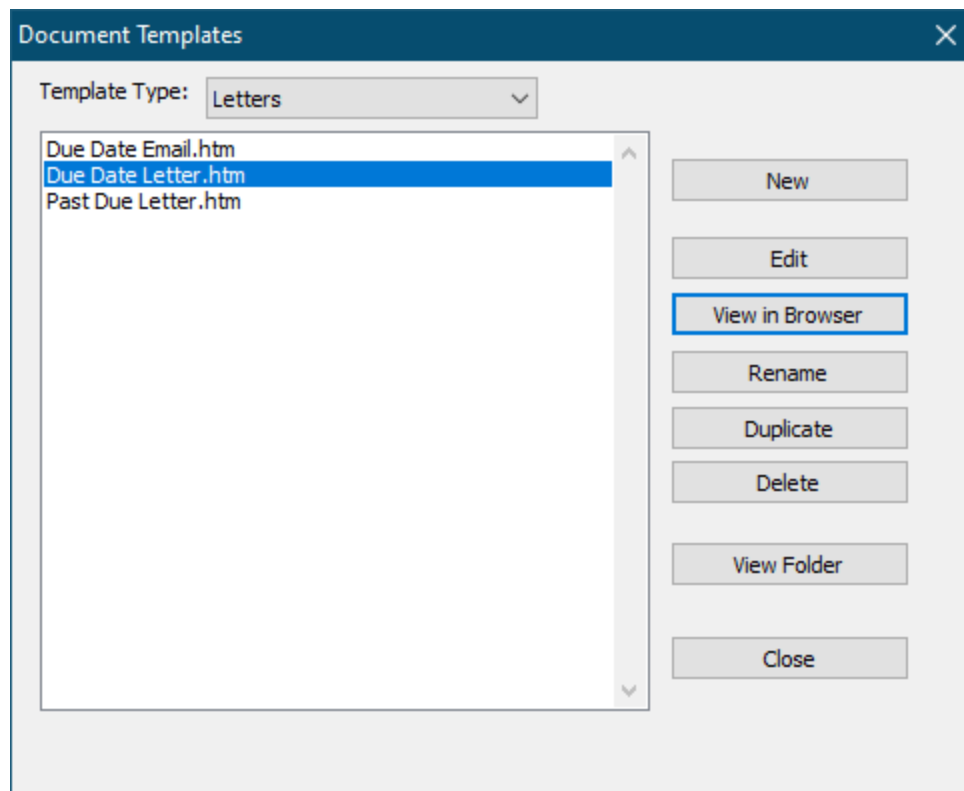 Document Templates
Template Type: Letters
Due Date Email.htm
Due Date Letter.htm
Past Due Letter.htm
New
Edit
View in Browser
Rename
Duplicate
Delete
View Folder
Close